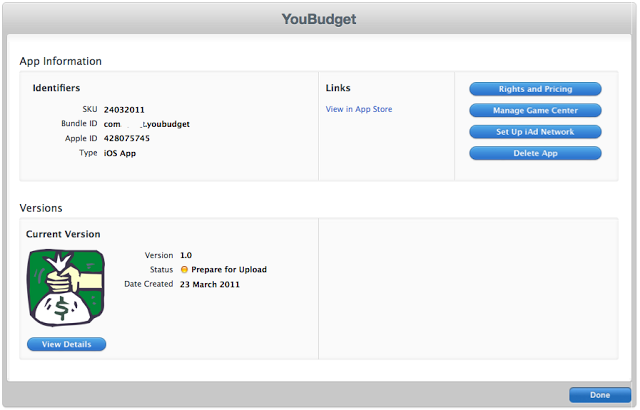 YouBudget
App Information
Identifiers
SKU 24032011
Bundle ID com. .youbudget
Apple ID 428075745
Type iOS App
Links
View in App Store
Rights and Pricing
Manage Game Center
Set Up iAd Network
Delete App
Versions
Current Version
Version 1.0
Status Prepare for Upload
Date Created 23 March 2011
$
View Details
Done